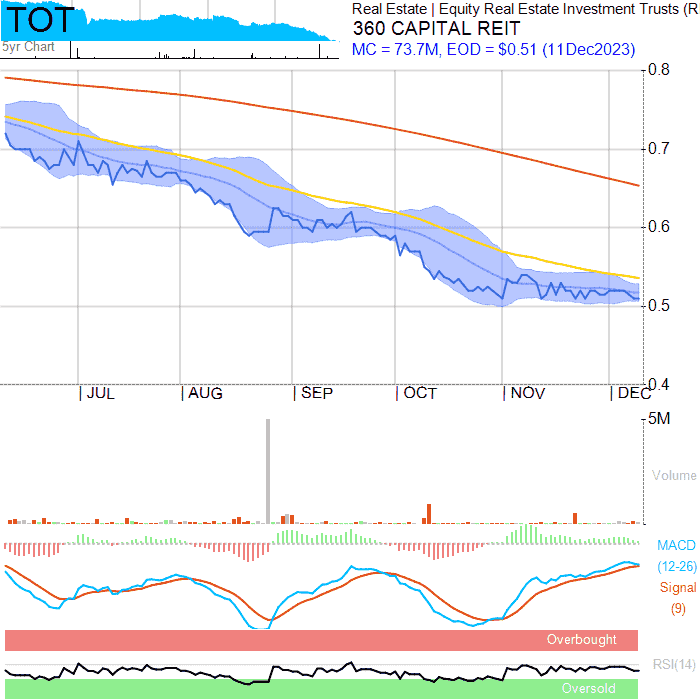 TOT
5yr Chart
Real Estate | Equity Real Estate Investment Trusts (R
360 CAPITAL REIT
MC = 73.7M, EOD = $0.51 (11Dec2023)
0.8
0.7
0.6
0.5
0.4
JUL AUG SEP OCT NOV DEC
5M
Volume
MACD
(12-26)
Signal
(9)
Overbought
RSI(14)
Oversold